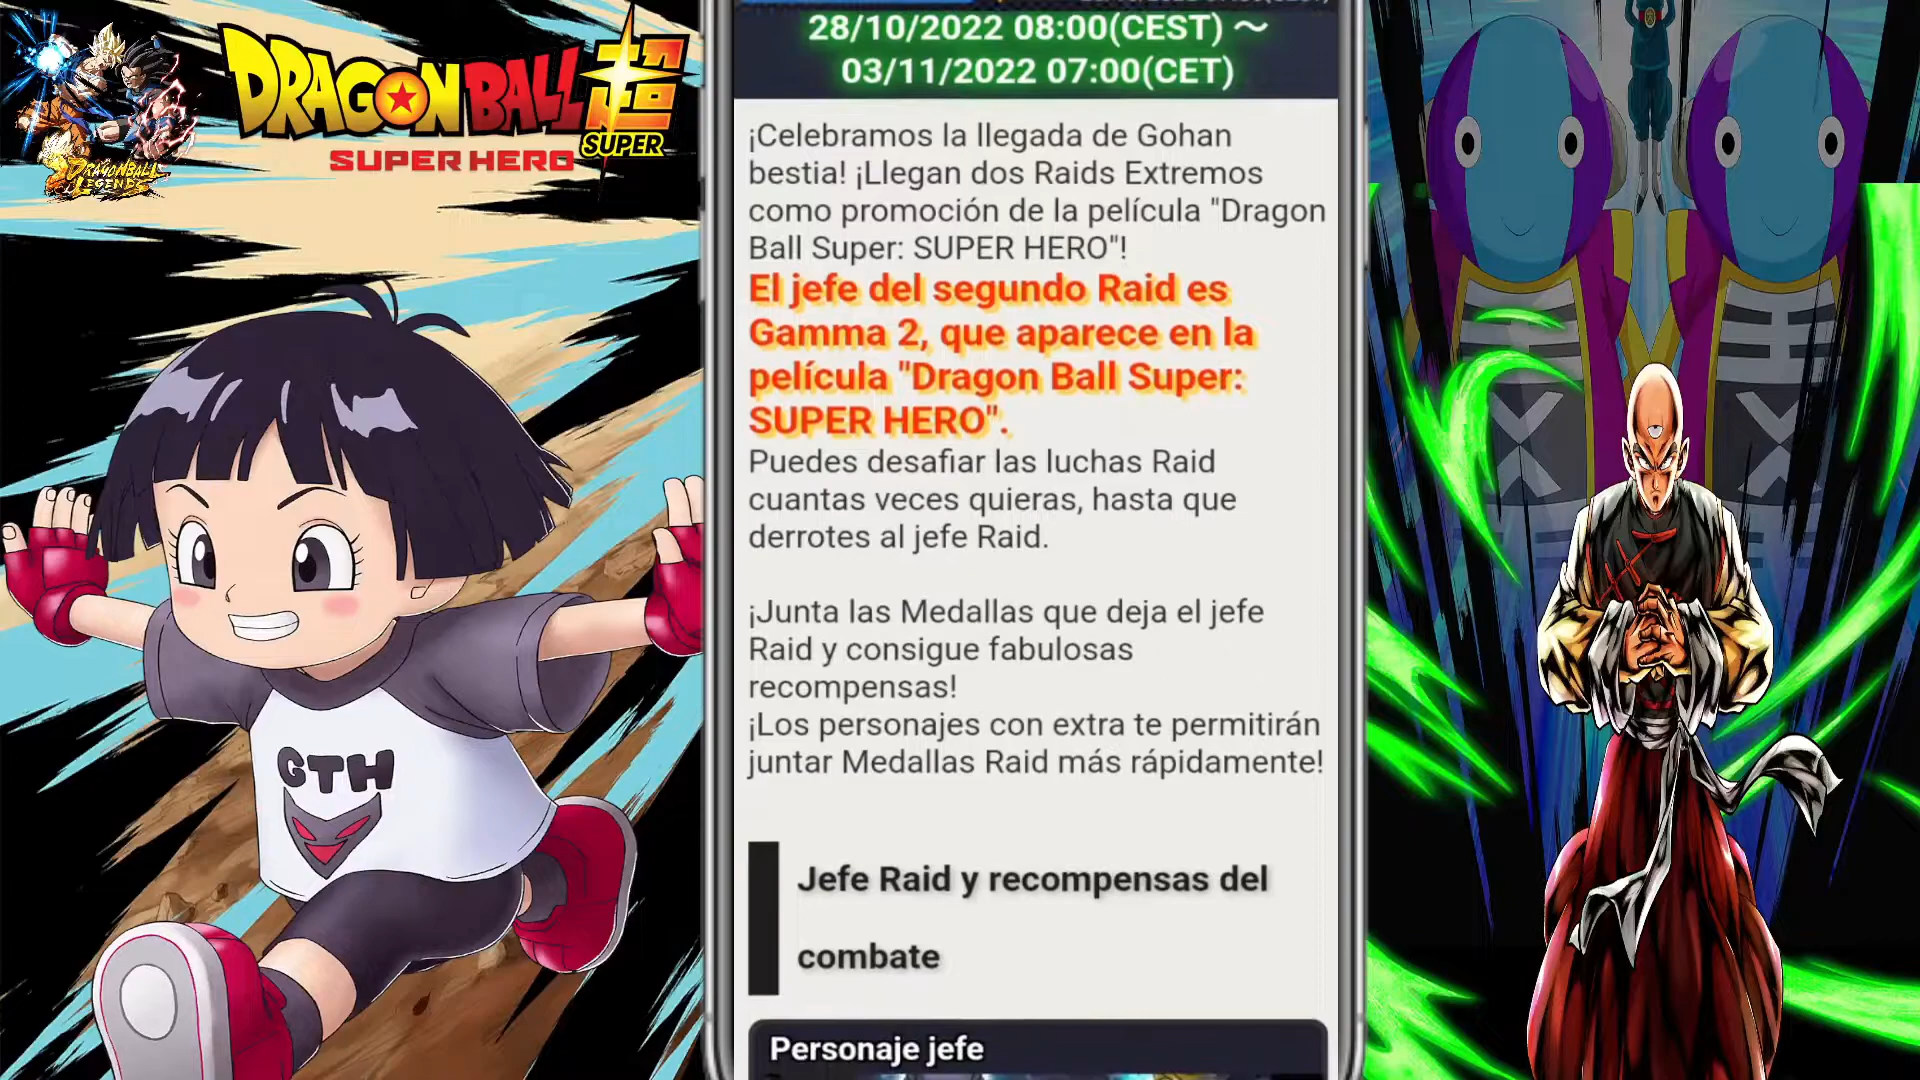 DRAGON BALL 超
SUPER
SUPER HERO
DRAGONBALL
LEGENDS
28/10/2022 08:00(CEST) ～
03/11/2022 07:00(CET)
¡Celebramos la llegada de Gohan
bestia! ¡Llegan dos Raids Extremos
como promoción de la película "Dragon
Ball Super: SUPER HERO"!
El jefe del segundo Raid es
Gamma 2, que aparece en la
película "Dragon Ball Super:
SUPER HERO".
Puedes desafiar las luchas Raid
cuantas veces quieras, hasta que
derrotes al jefe Raid.
¡Junta las Medallas que deja el jefe
Raid y consigue fabulosas
recompensas!
¡Los personajes con extra te permitirán
juntar Medallas Raid más rápidamente!
Jefe Raid y recompensas del
combate
Personaje jefe
GTH